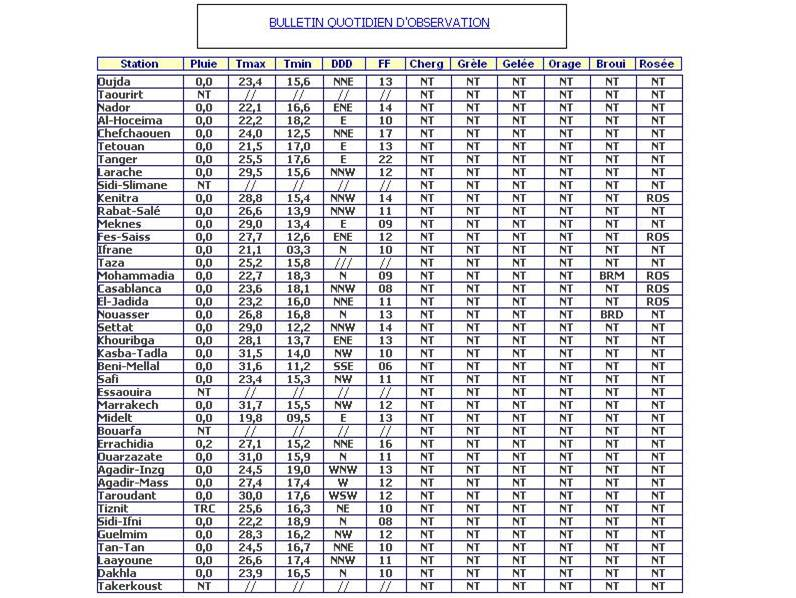 BULLETIN QUOTIDIEN D'OBSERVATION
Station Pluie Tmax Tmin DDD FF Cherg Grèle Gelée Orage Broui Rosée
Oujda 0,0 23,4 15,6 NNE 13 NT NT NT NT NT NT
Taourirt NT // // // // NT NT NT NT NT NT
Nador 0,0 22,1 16,6 ENE 14 NT NT NT NT NT NT
Al-Hoceima 0,0 22,2 18,2 E 10 NT NT NT NT NT NT
Chefchaouen 0,0 24,0 12,5 NNE 17 NT NT NT NT NT NT
Tetouan 0,0 21,5 17,0 E 13 NT NT NT NT NT NT
Tanger 0,0 25,5 17,6 E 22 NT NT NT NT NT NT
Larache 0,0 29,5 15,6 NNW 12 NT NT NT NT NT NT
Sidi-Slimane NT // // // // NT NT NT NT NT NT
Kenitra 0,0 28,8 15,4 NNW 14 NT NT NT NT NT ROS
Rabat-Salé 0,0 26,6 13,9 NNW 11 NT NT NT NT NT NT
Meknes 0,0 29,0 13,4 E 09 NT NT NT NT NT NT
Fes-Saiss 0,0 27,7 12,6 ENE 12 NT NT NT NT NT ROS
Ifrane 0,0 21,1 03,3 N 10 NT NT NT NT NT NT
Taza 0,0 25,2 15,8 /// // NT NT NT NT NT NT
Mohammadia 0,0 22,7 18,3 N 09 NT NT NT NT BRM ROS
Casablanca 0,0 23,6 18,1 NNW 08 NT NT NT NT NT ROS
El-Jadida 0,0 23,2 16,0 NNE 11 NT NT NT NT NT ROS
Nouasser 0,0 26,8 16,8 N 13 NT NT NT NT BRD NT
Settat 0,0 29,0 12,2 NNW 14 NT NT NT NT NT NT
Khouribga 0,0 28,1 13,7 ENE 13 NT NT NT NT NT NT
Kasba-Tadla 0,0 31,5 14,0 NW 10 NT NT NT NT NT NT
Beni-Mellal 0,0 31,6 11,2 SSE 06 NT NT NT NT NT NT
Safi 0,0 23,4 15,3 NW 11 NT NT NT NT NT NT
Essaouira NT // // // // NT NT NT NT NT NT
Marrakech 0,0 31,7 15,5 NW 12 NT NT NT NT NT NT
Midelt 0,0 19,8 09,5 E 13 NT NT NT NT NT NT
Bouarfa NT // // // // NT NT NT NT NT NT
Errachidia 0,2 27,1 15,2 NNE 16 NT NT NT NT NT NT
Ouarzazate 0,0 31,0 15,9 N 11 NT NT NT NT NT NT
Agadir-Inzg 0,0 24,5 19,0 WNW 13 NT NT NT NT NT NT
Agadir-Mass 0,0 27,4 17,4 W 12 NT NT NT NT NT NT
Taroudant 0,0 30,0 17,6 WSW 12 NT NT NT NT NT NT
Tiznit TRC 25,6 16,3 NE 10 NT NT NT NT NT NT
Sidi-Ifni 0,0 22,2 18,9 N 08 NT NT NT NT NT NT
Guelmim 0,0 28,3 16,2 NW 12 NT NT NT NT NT NT
Tan-Tan 0,0 24,5 16,7 NNE 10 NT NT NT NT NT NT
Laayoune 0,0 26,6 17,4 NNW 11 NT NT NT NT NT NT
Dakhla 0,0 23,9 16,5 N 10 NT NT NT NT NT NT
Takerkoust NT // // // // NT NT NT NT NT NT